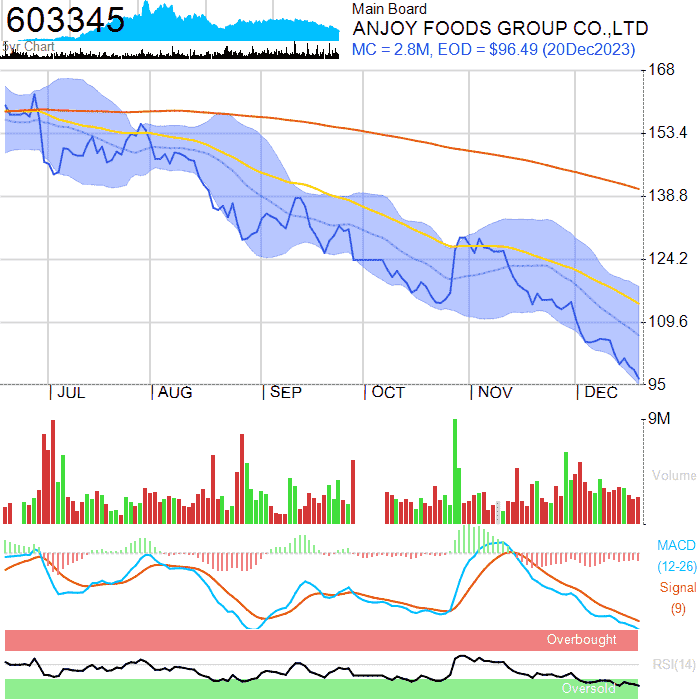 603345
5yr Chart
Main Board
ANJOY FOODS GROUP CO.,LTD
MC = 2.8M, EOD = $96.49 (20Dec2023)
168
153.4
138.8
124.2
109.6
95
JUL
AUG
SEP
OCT
NOV
DEC
9M
Volume
MACD
(12-26)
Signal
(9)
Overbought
RSI(14)
Oversold